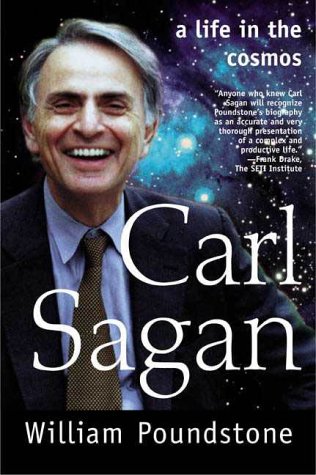 a life in the
cosmos
"Anyone who knew Carl
Sagan will recognize
Poundstone's biography
as an accurate and very
thorough presentation
of a complex and
productive life."
—Frank Drake,
The SETI Institute
Carl
Sagan
William Poundstone